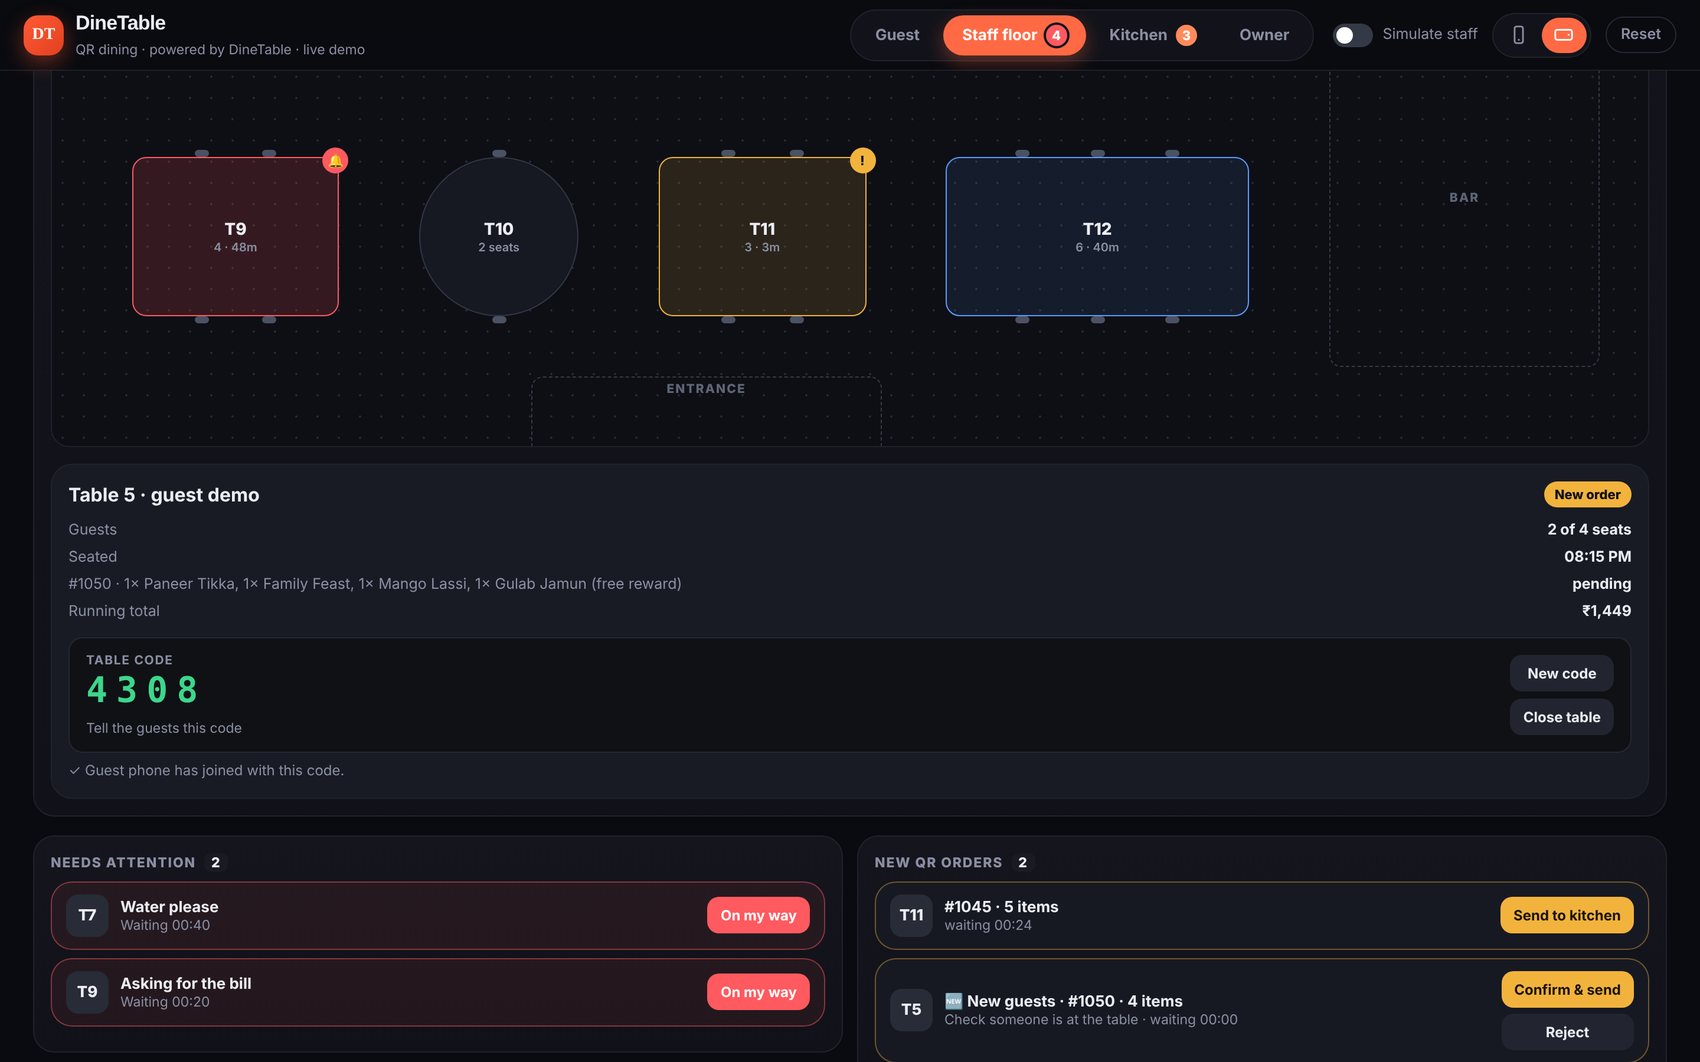 DT
DineTable
QR dining · powered by DineTable · live demo
Guest
Staff floor 4
Kitchen 3
Owner
Simulate staff
Reset
T9
4 · 48m
T10
2 seats
!
T11
3 · 3m
T12
6 · 40m
BAR
ENTRANCE
Table 5 · guest demo
New order
Guests
2 of 4 seats
Seated
08:15 PM
#1050 · 1× Paneer Tikka, 1× Family Feast, 1× Mango Lassi, 1× Gulab Jamun (free reward)
pending
Running total
₹1,449
TABLE CODE
4308
Tell the guests this code
New code
Close table
✓ Guest phone has joined with this code.
NEEDS ATTENTION 2
T7
Water please
Waiting 00:40
On my way
T9
Asking for the bill
Waiting 00:20
On my way
NEW QR ORDERS 2
T11
#1045 · 5 items
waiting 00:24
Send to kitchen
T5
🆕 New guests · #1050 · 4 items
Check someone is at the table · waiting 00:00
Confirm & send
Reject